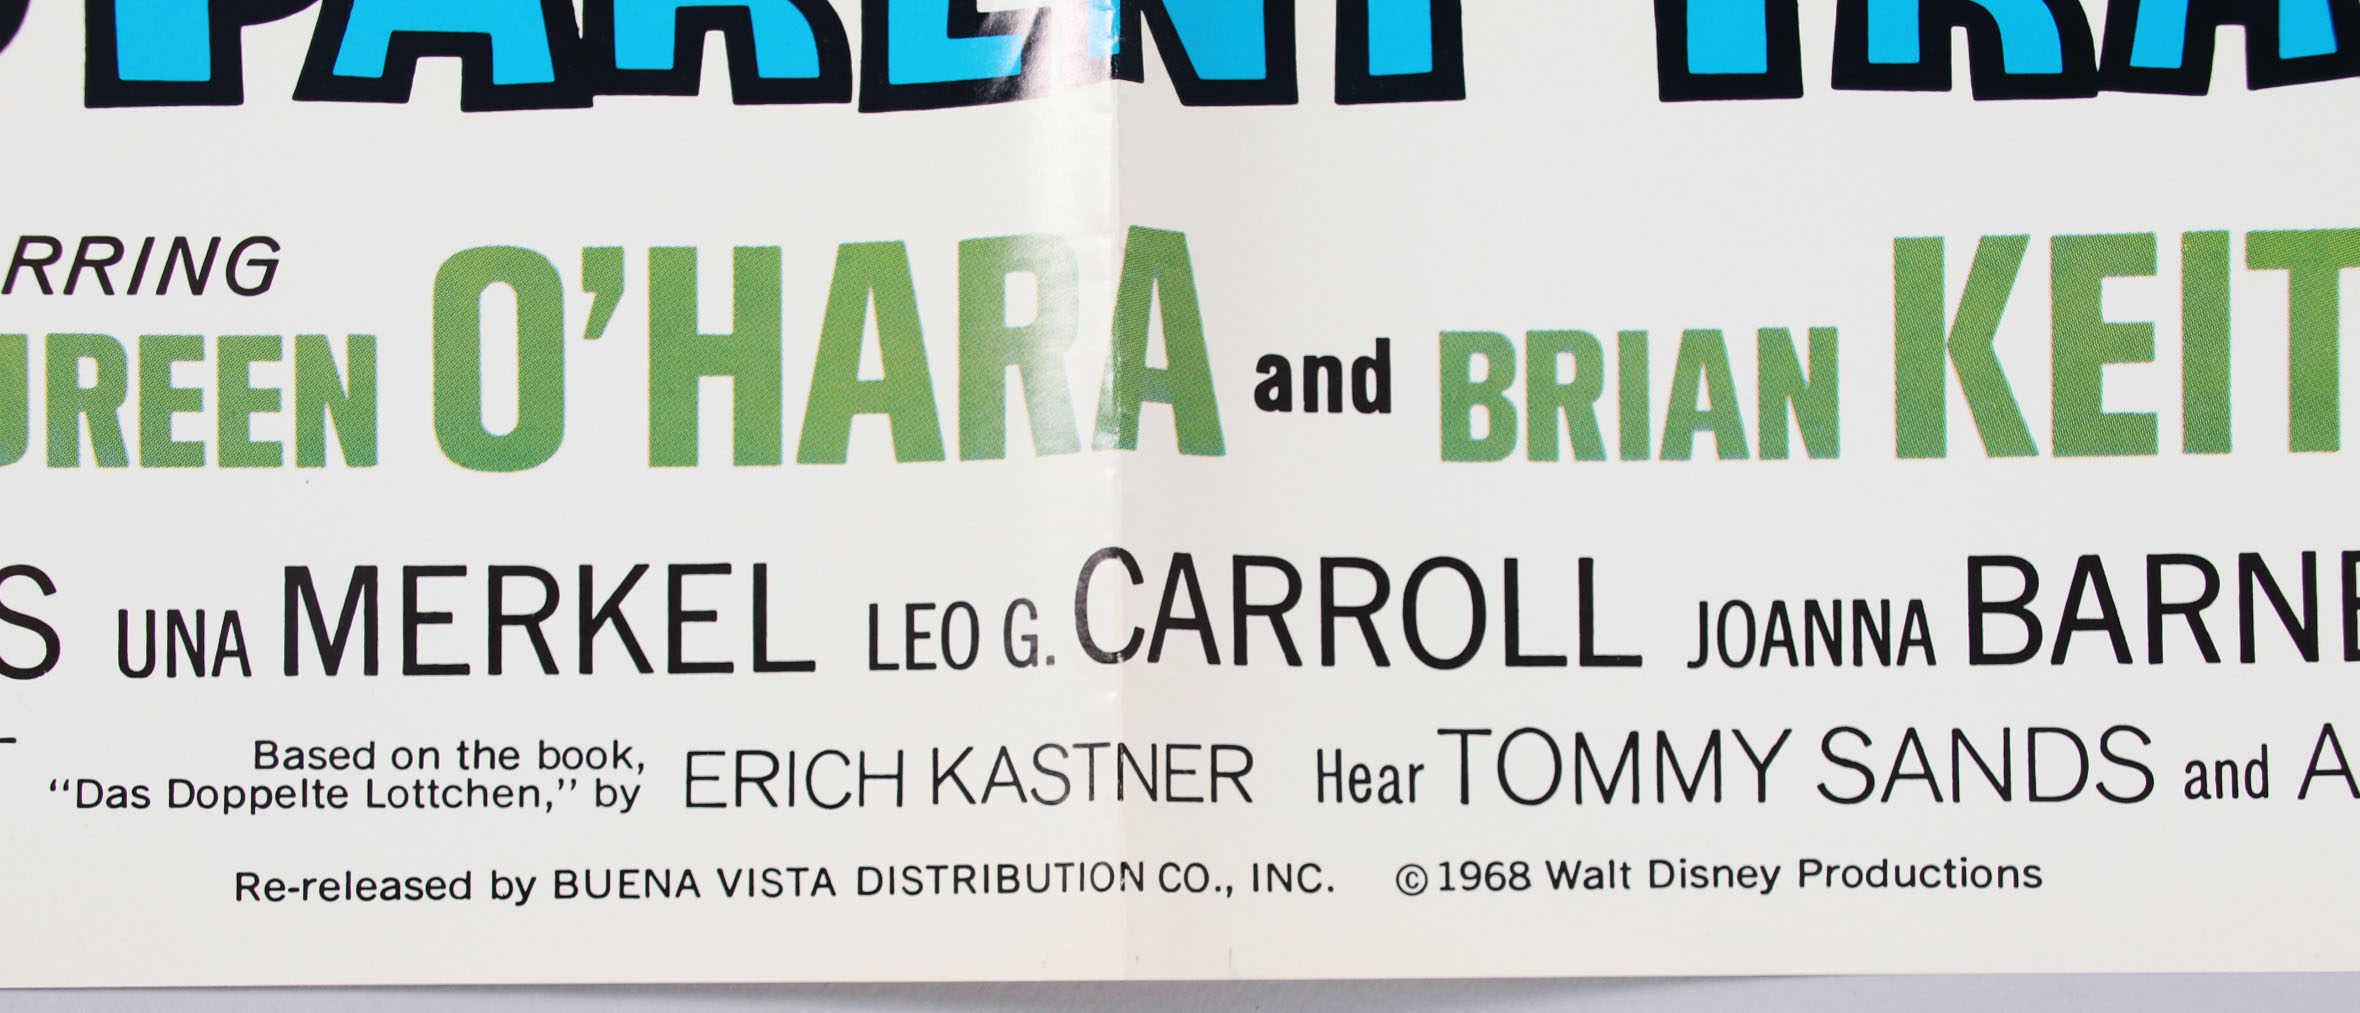 PARENT TRA
RRING
UREEN O'HARA and BRIAN KEIT
S UNA MERKEL LEO G. CARROLL JOANNA BARNE
Based on the book,
“Das Doppelte Lottchen,” by ERICH KASTNER Hear TOMMY SANDS and A
Re-released by BUENA VISTA DISTRIBUTION CO., INC. ©1968 Walt Disney Productions